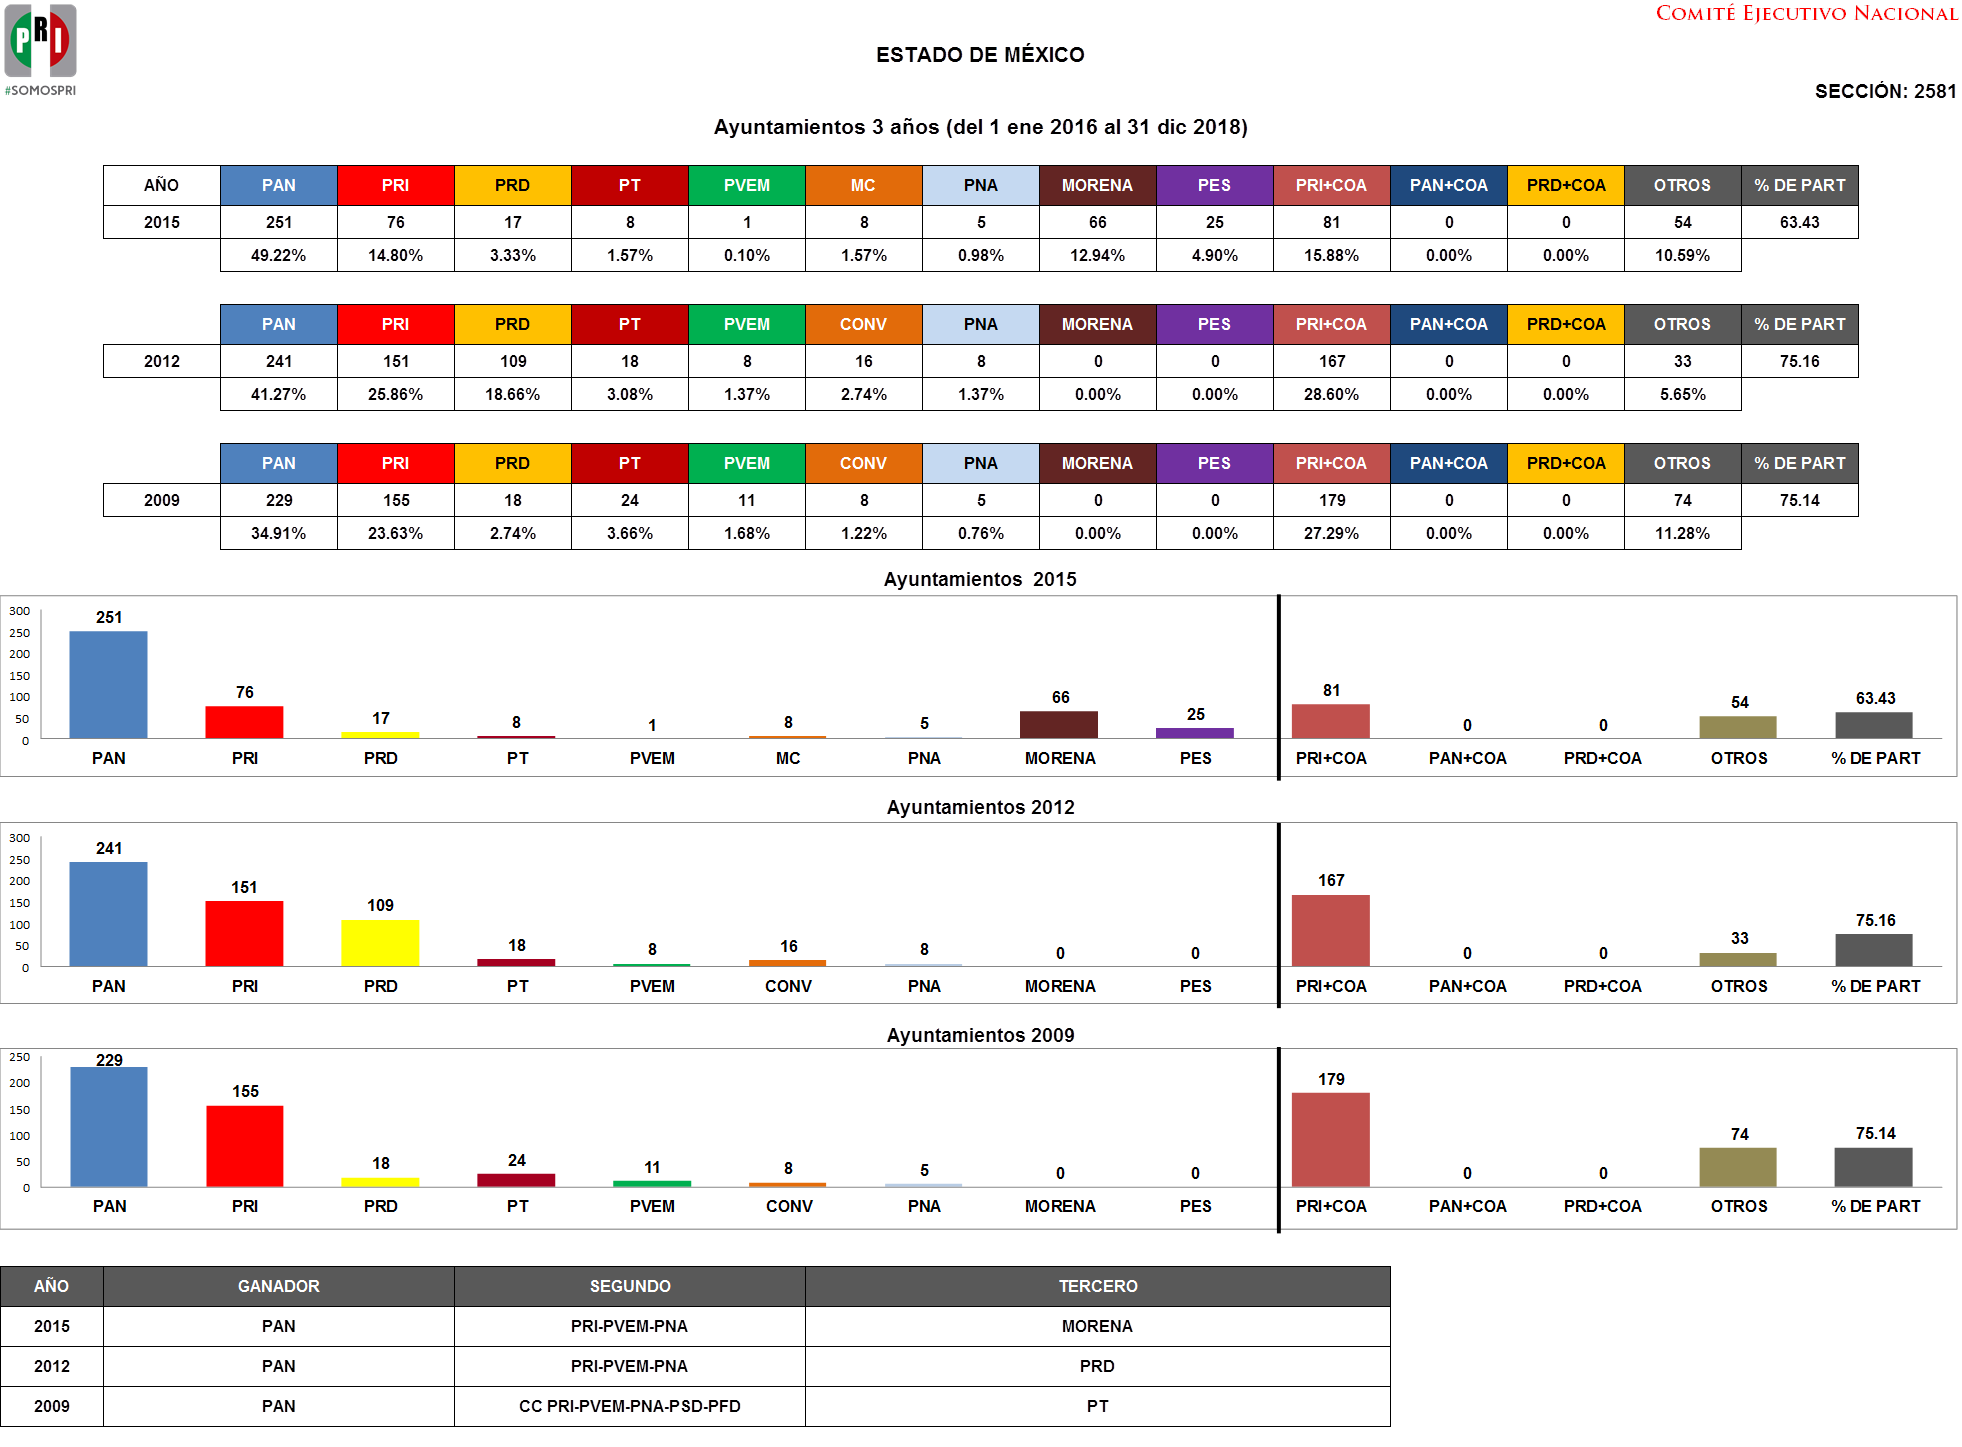 COMITÉ EJECUTIVO NACIONAL
PRI
#SOMOSPRI
ESTADO DE MÉXICO
SECCIÓN: 2581
Ayuntamientos 3 años (del 1 ene 2016 al 31 dic 2018)
AÑO PAN PRI PRD PT PVEM MC PNA MORENA PES PRI+COA PAN+COA PRD+COA OTROS % DE PART
2015 251 76 17 8 1 8 5 66 25 81 0 0 54 63.43
49.22% 14.80% 3.33% 1.57% 0.10% 1.57% 0.98% 12.94% 4.90% 15.88% 0.00% 0.00% 10.59%
PAN PRI PRD PT PVEM CONV PNA MORENA PES PRI+COA PAN+COA PRD+COA OTROS % DE PART
2012 241 151 109 18 8 16 8 0 0 167 0 0 33 75.16
41.27% 25.86% 18.66% 3.08% 1.37% 2.74% 1.37% 0.00% 0.00% 28.60% 0.00% 0.00% 5.65%
PAN PRI PRD PT PVEM CONV PNA MORENA PES PRI+COA PAN+COA PRD+COA OTROS % DE PART
2009 229 155 18 24 11 8 5 0 0 179 0 0 74 75.14
34.91% 23.63% 2.74% 3.66% 1.68% 1.22% 0.76% 0.00% 0.00% 27.29% 0.00% 0.00% 11.28%
Ayuntamientos 2015
300
250
200
150
100
50
0
251 76 17 8 1 8 5 66 25 81 0 0 54 63.43
PAN PRI PRD PT PVEM MC PNA MORENA PES PRI+COA PAN+COA PRD+COA OTROS % DE PART
Ayuntamientos 2012
300
250
200
150
100
50
0
241 151 109 18 8 16 8 0 0 167 0 0 33 75.16
PAN PRI PRD PT PVEM CONV PNA MORENA PES PRI+COA PAN+COA PRD+COA OTROS % DE PART
Ayuntamientos 2009
250
200
150
100
50
0
229 155 18 24 11 8 5 0 0 179 0 0 74 75.14
PAN PRI PRD PT PVEM CONV PNA MORENA PES PRI+COA PAN+COA PRD+COA OTROS % DE PART
AÑO GANADOR SEGUNDO TERCERO
2015 PAN PRI-PVEM-PNA MORENA
2012 PAN PRI-PVEM-PNA PRD
2009 PAN CC PRI-PVEM-PNA-PSD-PFD PT